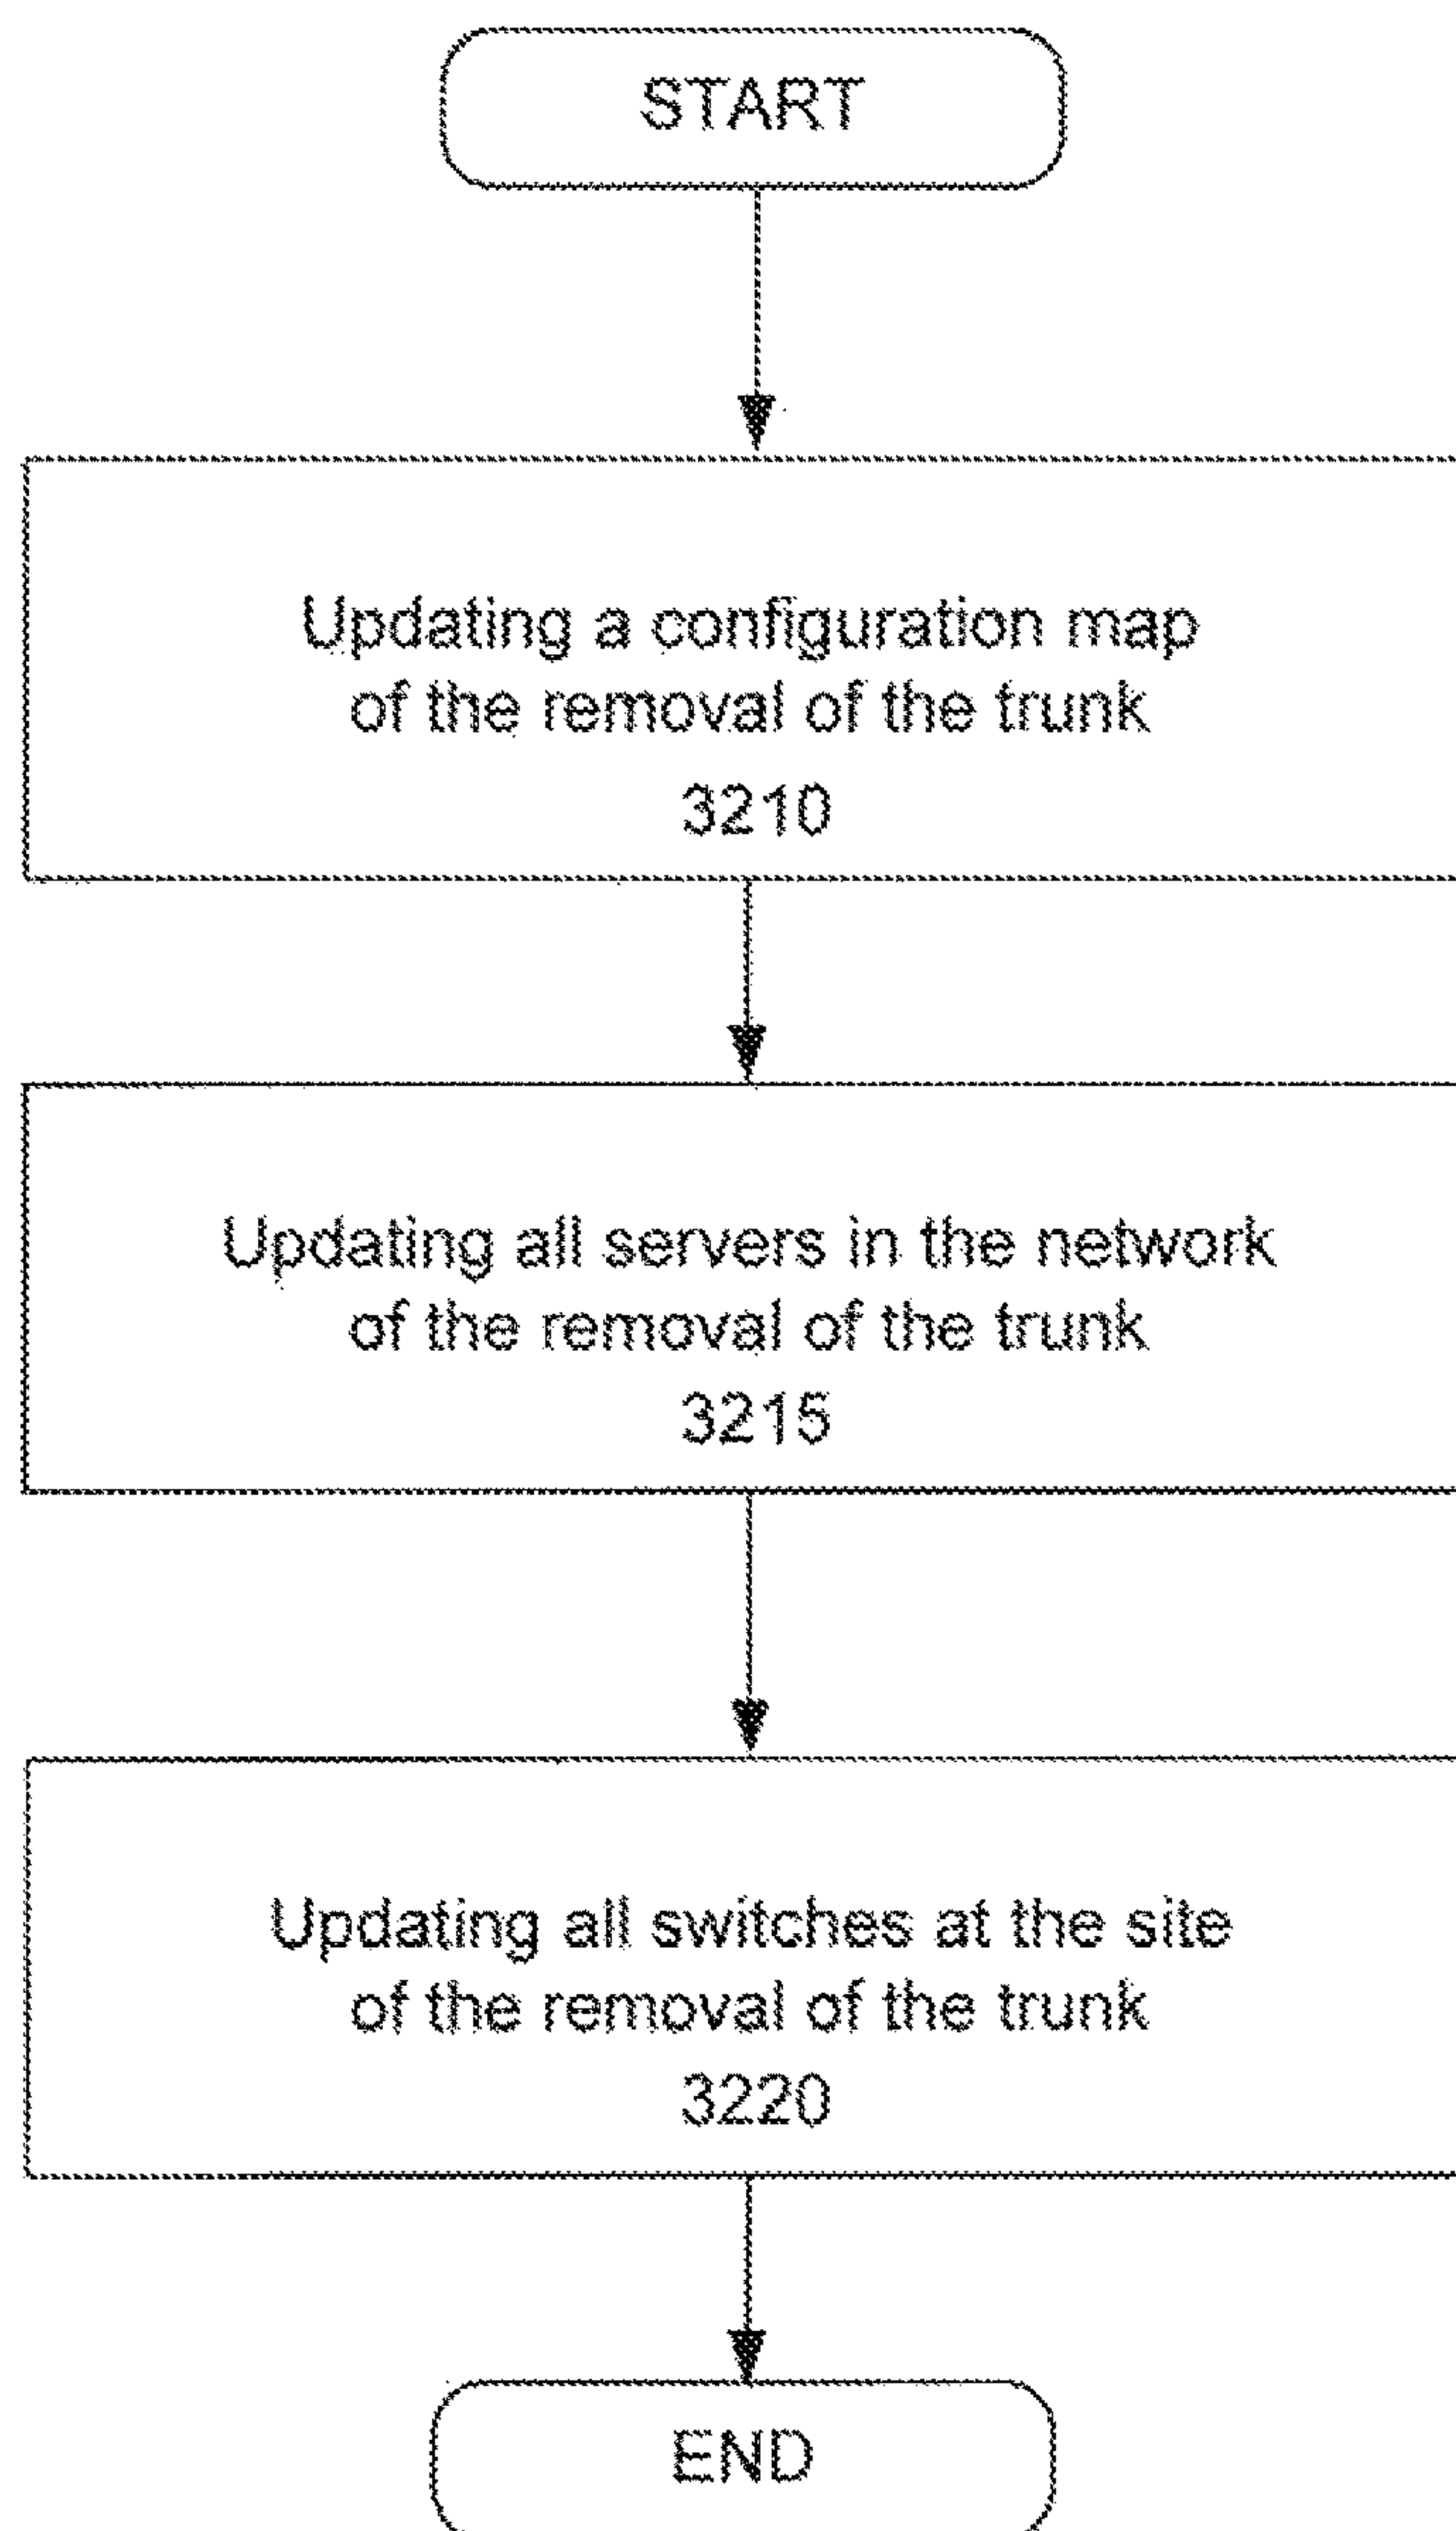 START
Updating a configuration map
of the removal of the trunk
3210
Updating all servers in the network
of the removal of the trunk
3215
Updating all switches at the site
of the removal of the trunk
3220
END